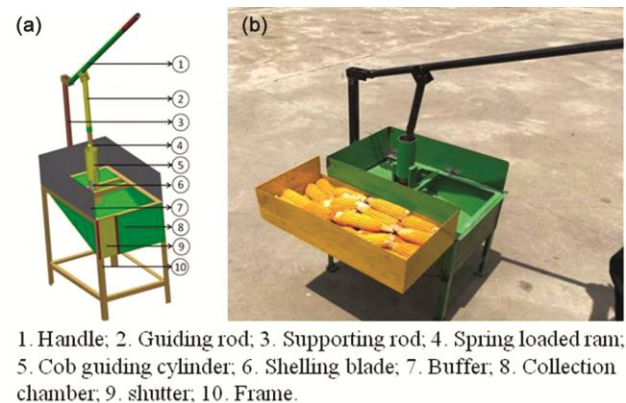 (a)
(b)
1
2
3
4
5
6
7
8
9
10
1. Handle; 2. Guiding rod; 3. Supporting rod; 4. Spring loaded ram;
5. Cob guiding cylinder; 6. Shelling blade; 7. Buffer; 8. Collection
chamber; 9. shutter; 10. Frame.